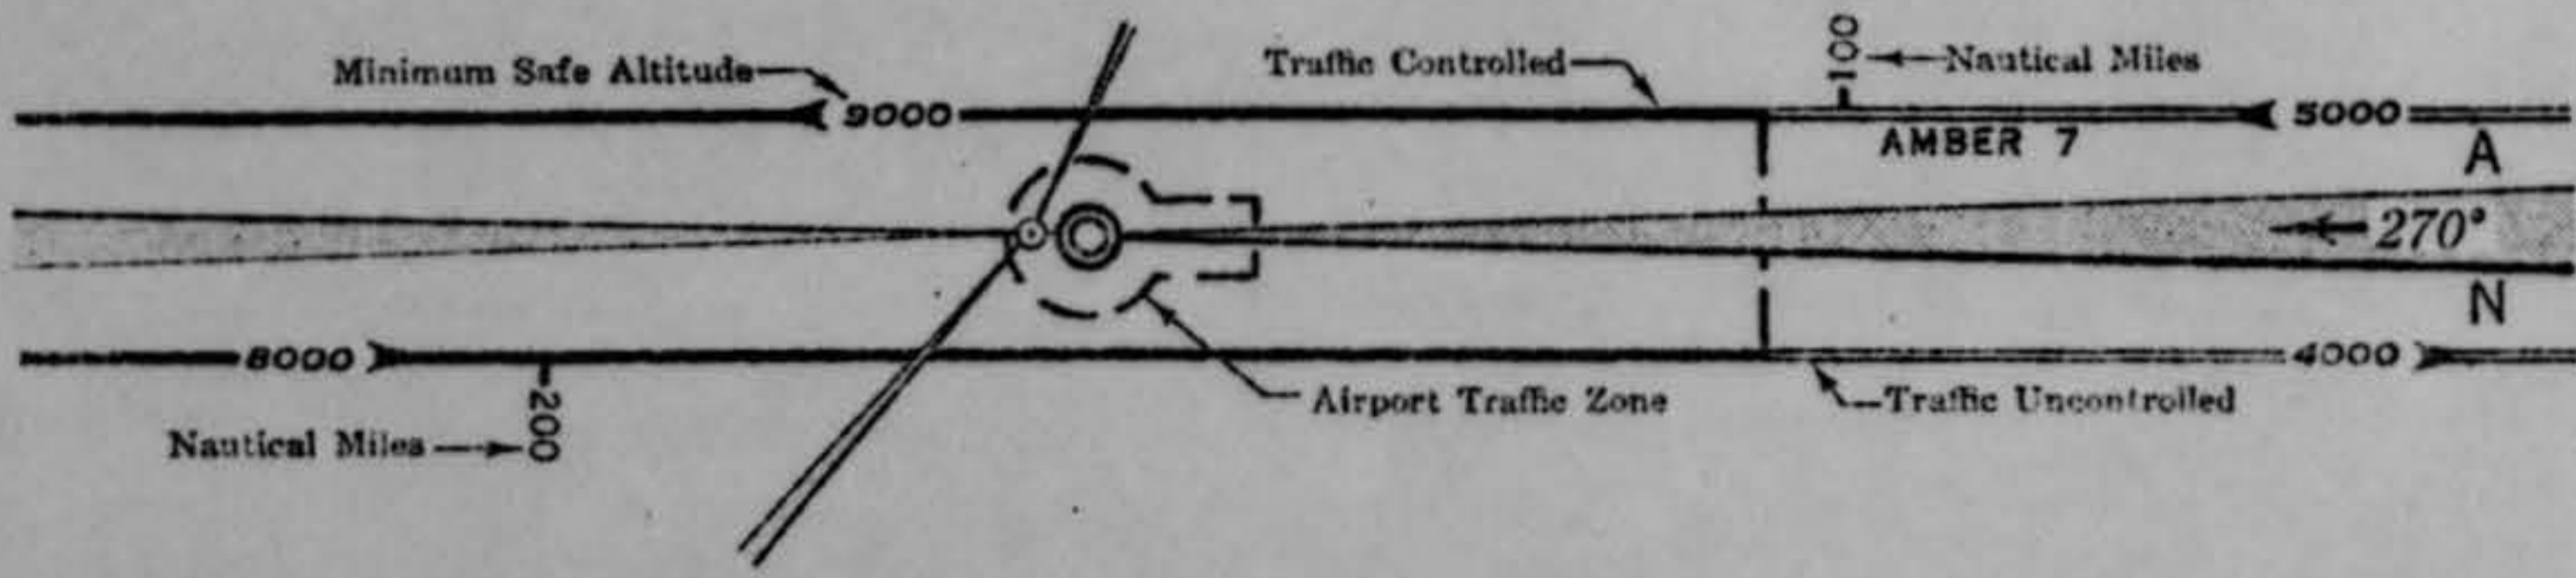 Minimum Safe Altitude
Traffic Controlled
100
Nautical Miles
9000
5000
AMBER 7
A
270°
N
8000
4000
200
Airport Traffic Zone
Traffic Uncontrolled
Nautical Miles